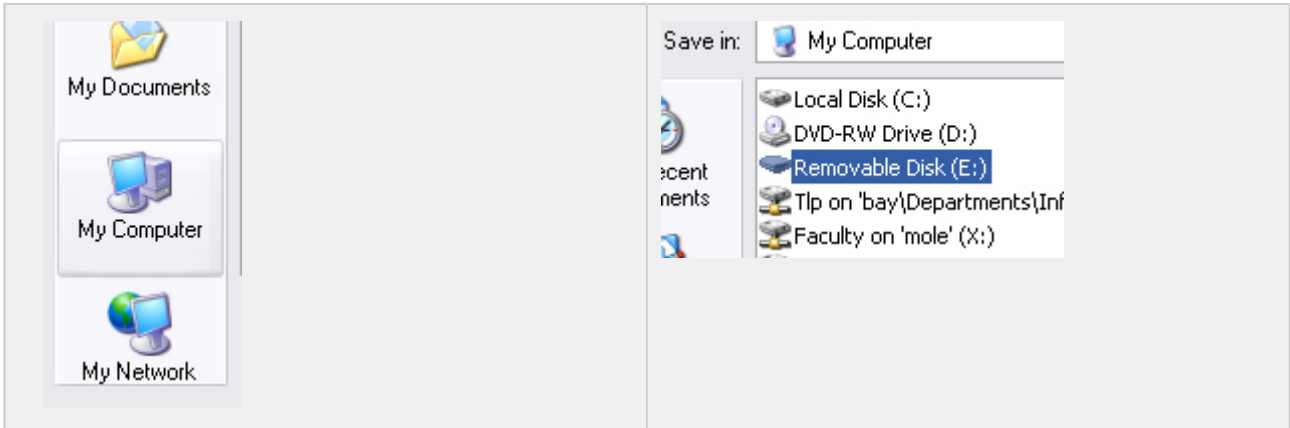 My Documents
My Computer
My Network
Save in: My Computer
Local Disk (C:)
DVD-RW Drive (D:)
Removable Disk (E:)
Tlp on 'bay\Departments\Inf
Faculty on 'mole' (X:)
ecent
ments